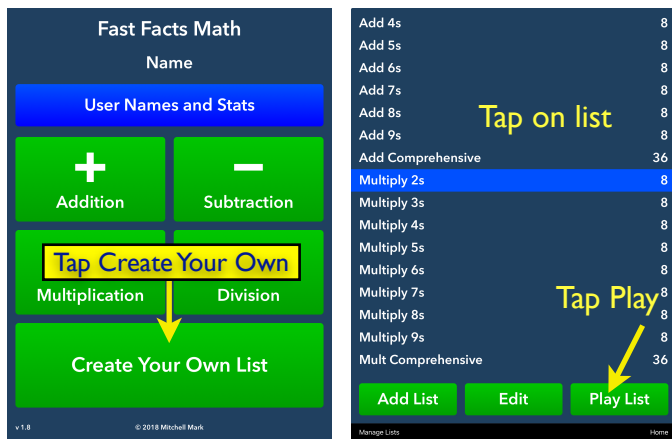 Fast Facts Math
Name
User Names and Stats
+ −
Addition Subtraction
Tap Create Your Own
Multiplication Division
Create Your Own List
v 1.8 © 2018 Mitchell Mark
Add 4s 8
Add 5s 8
Add 6s 8
Add 7s 8
Add 8s 8
Tap on list
Add 9s 8
Add Comprehensive 36
Multiply 2s 8
Multiply 3s 8
Multiply 4s 8
Multiply 5s 8
Multiply 6s 8
Multiply 7s 8
Tap Play
Multiply 8s 8
Multiply 9s 8
Mult Comprehensive 36
Add List Edit Play List
Manage Lists Home